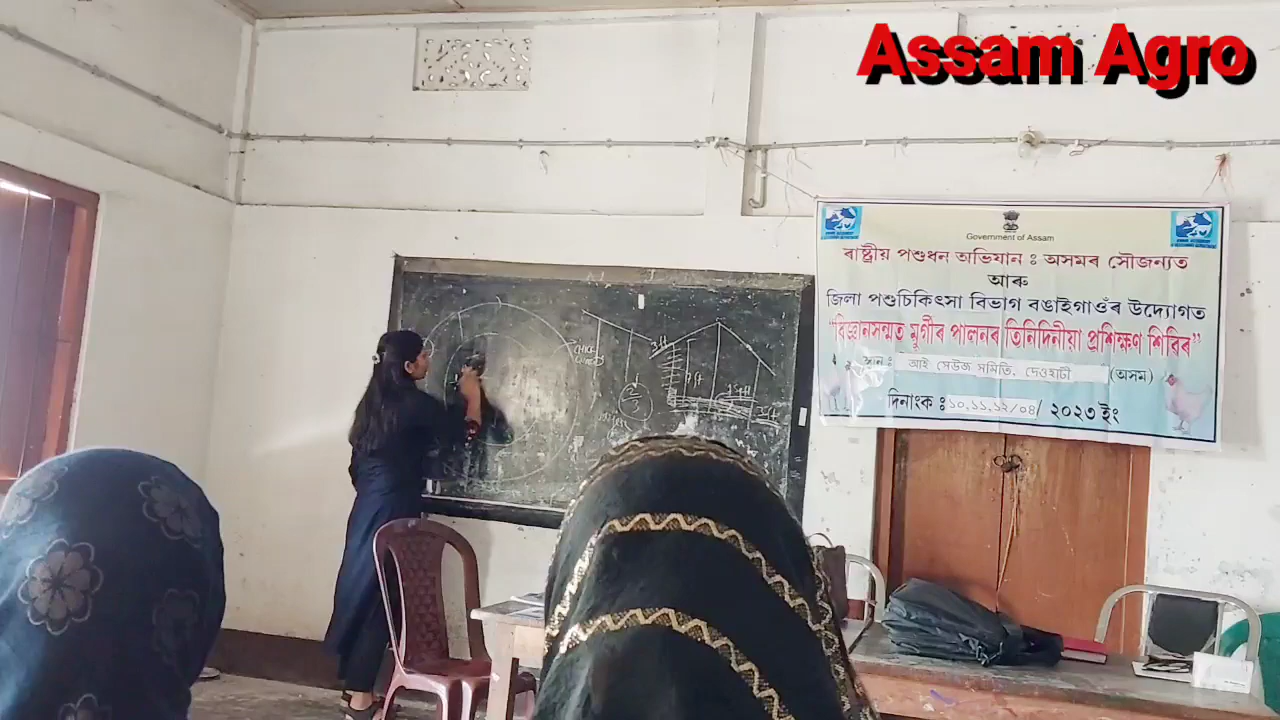 Assam Agro
Government of Assam
ৰাষ্ট্ৰীয় পশুধন অভিযান ঃ অসমৰ সৌজন্যত
আৰু
জিলা পশুচিকিৎসা বিভাগ বঙাইগাওঁৰ উদ্যোগত
"বিজ্ঞানসন্মত মুৰ্গীৰ পালনৰ তিনিদিনীয়া প্ৰশিক্ষণ শিবিৰ"
স্থান ঃ আই সেউজ সমিতি, দেওহাটী (অসম)
দিনাংক ঃ ১০,১১,১২/০৪/ ২০২৩ ইং